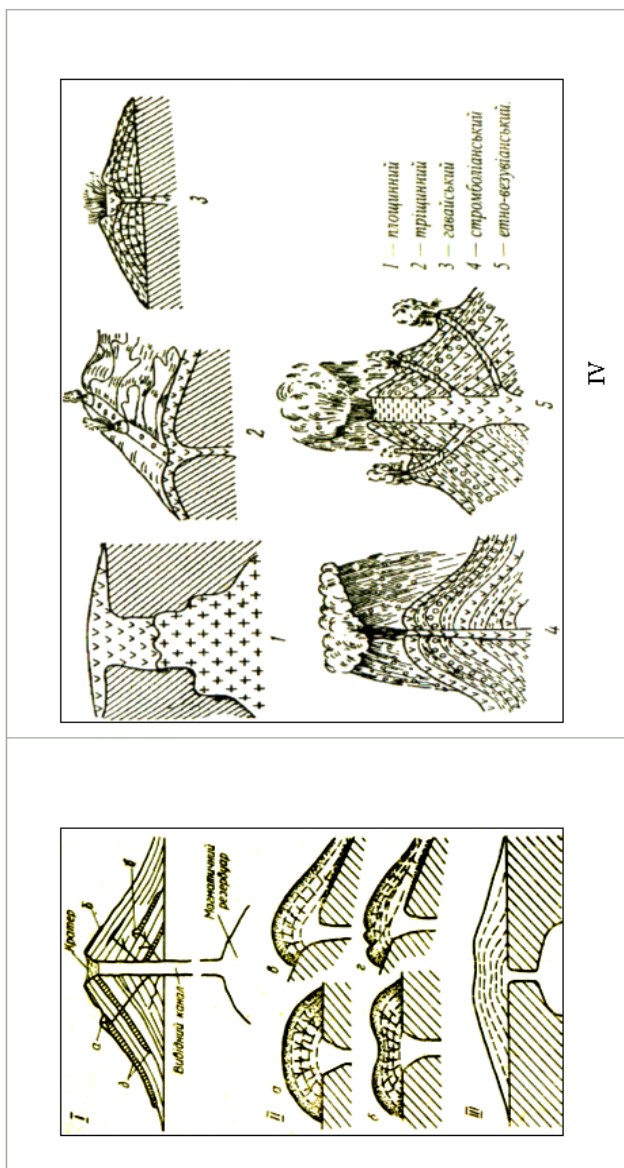 I
Кратер
а
б
в
д
Вивідний канал
Магматичний
резервуар
II
а
в
б
г
III
1
2
3
4
5
1 — площинний
2 — тріщинний
3 — гавайський
4 — стромболіанський
5 — етно-везувіанський.
IV